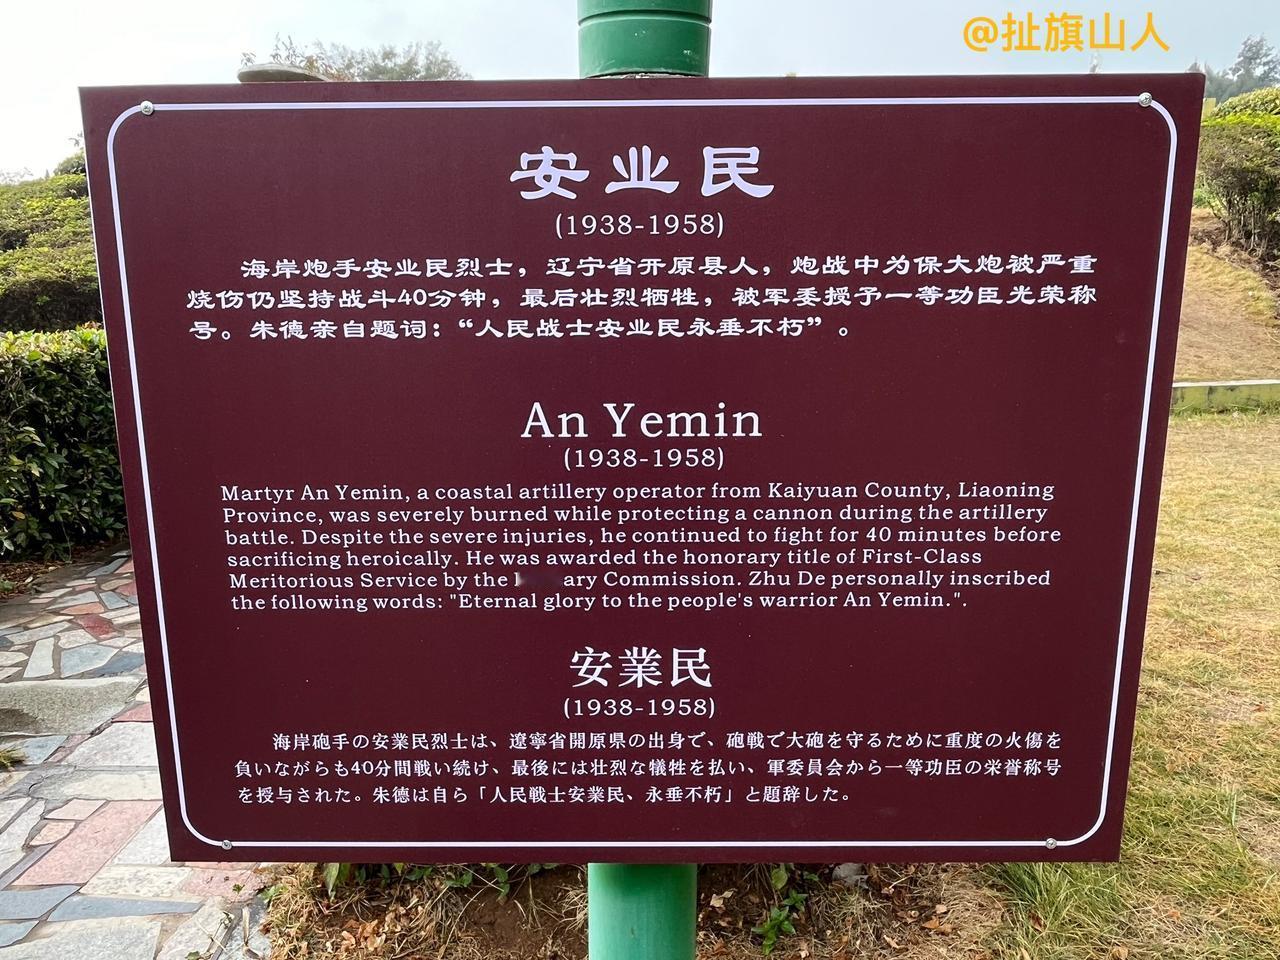 @扯旗山人
安业民
(1938-1958)
海岸炮手安业民烈士，辽宁省开原县人，炮战中为保大炮被严重
烧伤仍坚持战斗40分钟，最后壮烈牺牲，被军委授予一等功臣光荣称
号。朱德亲自题词：“人民战士安业民永垂不朽”。
An Yemin
(1938-1958)
Martyr An Yemin, a coastal artillery operator from Kaiyuan County, Liaoning
Province, was severely burned while protecting a cannon during the artillery
battle. Despite the severe injuries, he continued to fight for 40 minutes before
sacrificing heroically. He was awarded the honorary title of First-Class
Meritorious Service by the Commission. Zhu De personally inscribed
the following words: "Eternal glory to the people's warrior An Yemin.".
安業民
(1938-1958)
海岸砲手の安業民烈士は、遼寧省開原県の出身で、砲戦で大砲を守るために重度の火傷を
負いながらも40分間戦い続け、最後には壮烈な犠牲を払い、軍委員会から一等功臣の栄誉称号
を授与された。朱德は自ら「人民戦士安業民、永垂不朽」と題辞した。